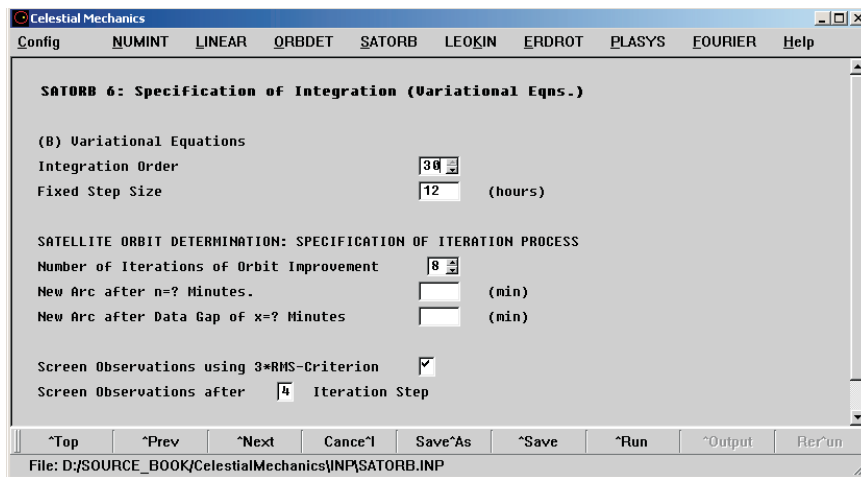 Celestial Mechanics
Config NUMINT LINEAR ORBDET SATORB LEOKIN ERDROT PLASYS FOURIER Help
SATORB 6: Specification of Integration (Variational Eqns.)
(B) Variational Equations
Integration Order 30
Fixed Step Size 12 (hours)
SATELLITE ORBIT DETERMINATION: SPECIFICATION OF ITERATION PROCESS
Number of Iterations of Orbit Improvement 8
New Arc after n=? Minutes. (min)
New Arc after Data Gap of x=? Minutes (min)
Screen Observations using 3*RMS-Criterion
Screen Observations after 4 Iteration Step
^Top ^Prev ^Next Cance^l Save^As ^Save ^Run ^Output Rer^un
File: D:/SOURCE_BOOK/CelestialMechanics\INP\SATORB.INP